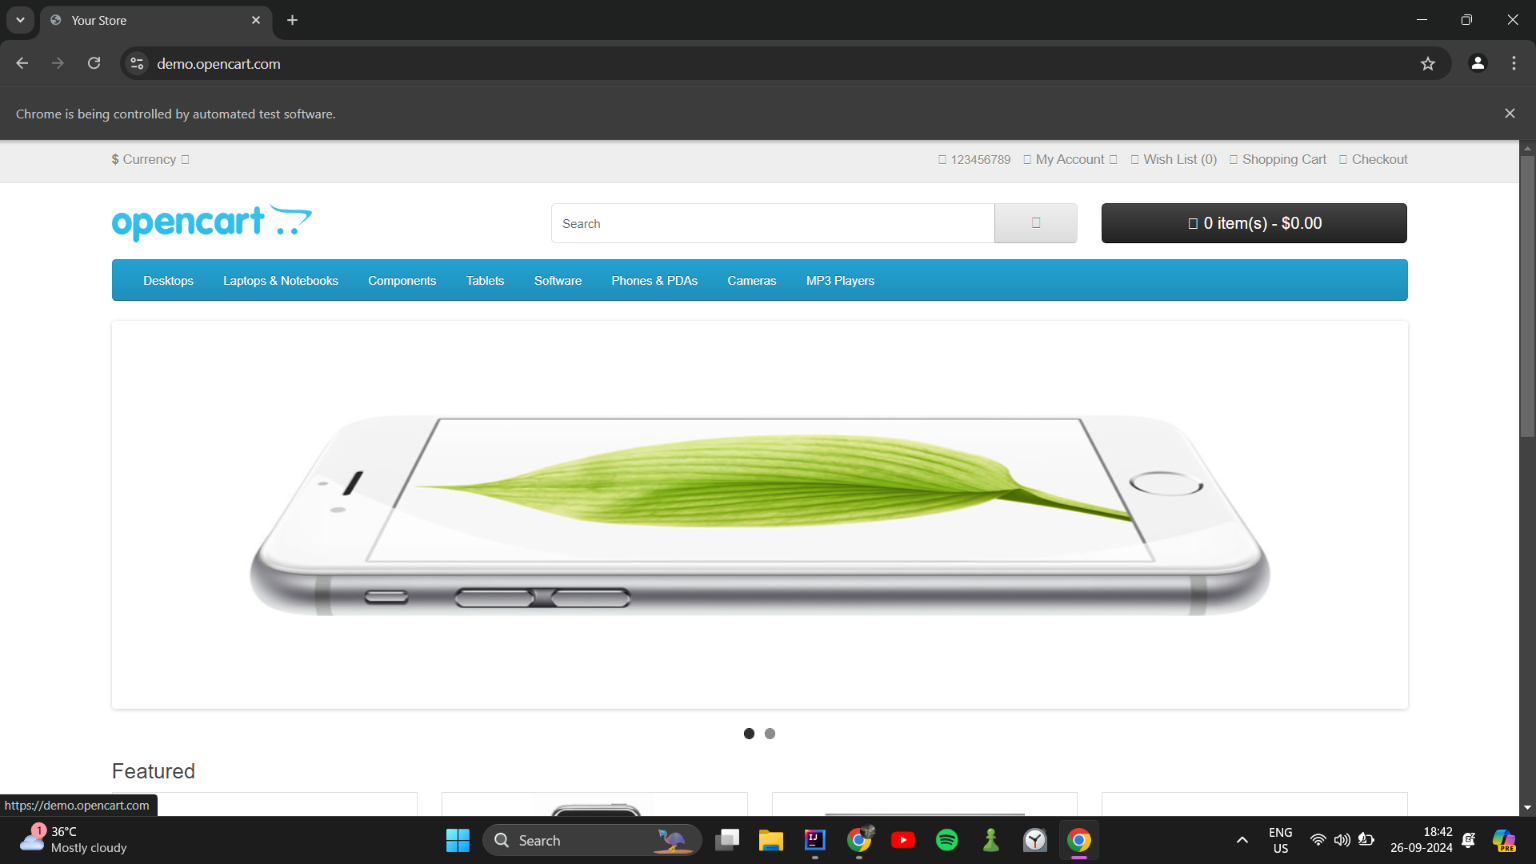 Your Store
demo.opencart.com
Chrome is being controlled by automated test software.
$ Currency
123456789 My Account Wish List (0) Shopping Cart Checkout
opencart
Search
0 item(s) - $0.00
Desktops Laptops & Notebooks Components Tablets Software Phones & PDAs Cameras MP3 Players
Featured
https://demo.opencart.com
1
36°C
Mostly cloudy
Search
IJ
ENG
US
18:42
26-09-2024
PRE